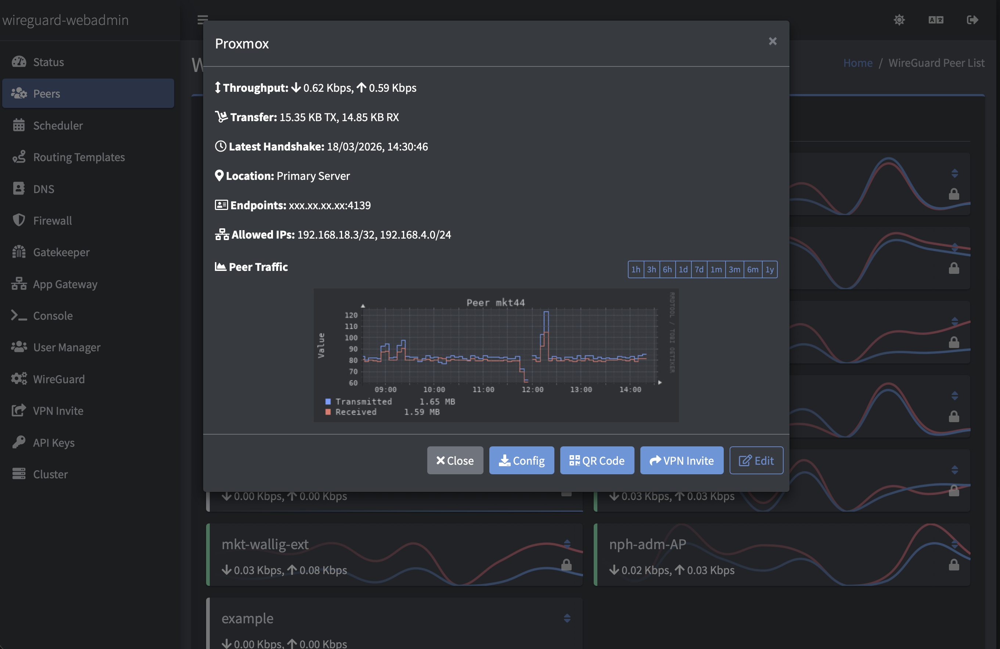 wireguard-webadmin
Status
Peers
Scheduler
Routing Templates
DNS
Firewall
Gatekeeper
App Gateway
Console
User Manager
WireGuard
VPN Invite
API Keys
Cluster
W
Home / WireGuard Peer List
Proxmox
Throughput: 0.62 Kbps, 0.59 Kbps
Transfer: 15.35 KB TX, 14.85 KB RX
Latest Handshake: 18/03/2026, 14:30:46
Location: Primary Server
Endpoints: xxx.xx.xx.xx:4139
Allowed IPs: 192.168.18.3/32, 192.168.4.0/24
Peer Traffic
1h 3h 6h 1d 7d 1m 3m 6m 1y
Peer mkt44
Value
120
110
100
90
80
70
60
09:00 10:00 11:00 12:00 13:00 14:00
RRDTOOL / TOBI OETIKER
Transmitted 1.65 MB
Received 1.59 MB
Close Config QR Code VPN Invite Edit
0.00 Kbps, 0.00 Kbps
0.03 Kbps, 0.03 Kbps
mkt-wallig-ext
0.03 Kbps, 0.08 Kbps
nph-adm-AP
0.02 Kbps, 0.03 Kbps
example
0.00 Kbps, 0.00 Kbps